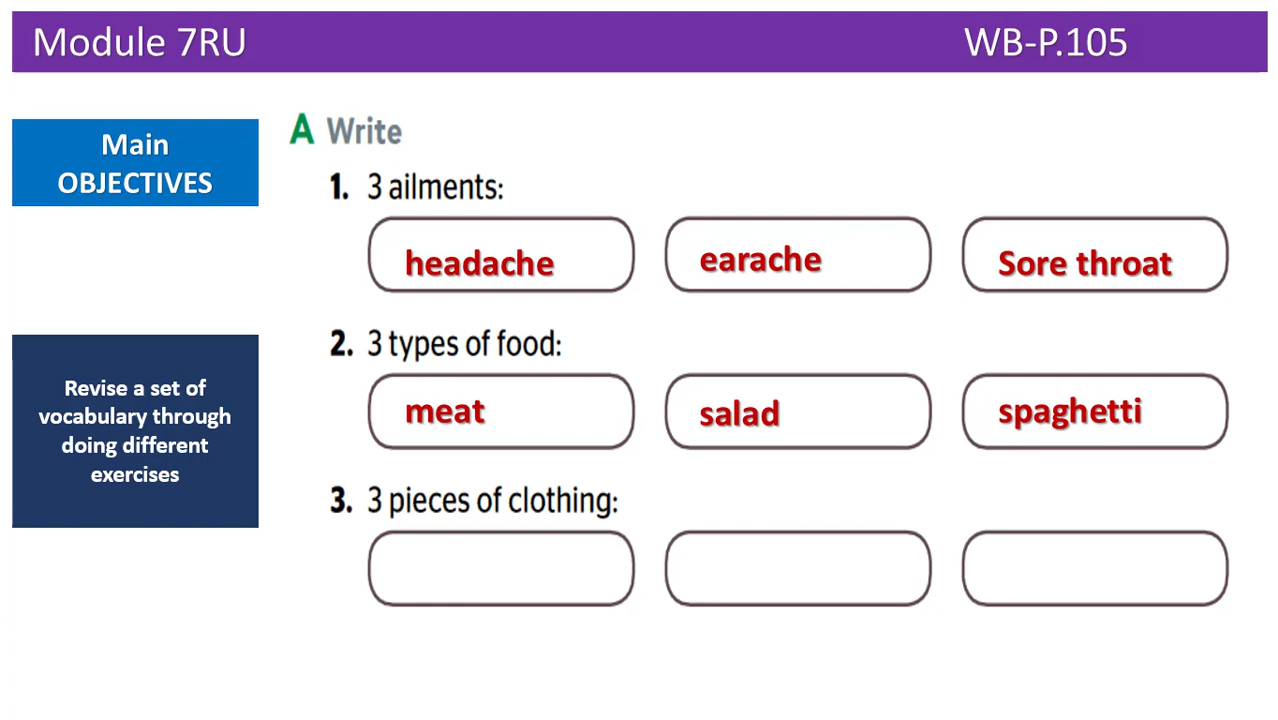 Module 7RU WB-P.105
Main
OBJECTIVES
A Write
1. 3 ailments:
headache earache Sore throat
2. 3 types of food:
meat salad spaghetti
Revise a set of
vocabulary through
doing different
exercises
3. 3 pieces of clothing: